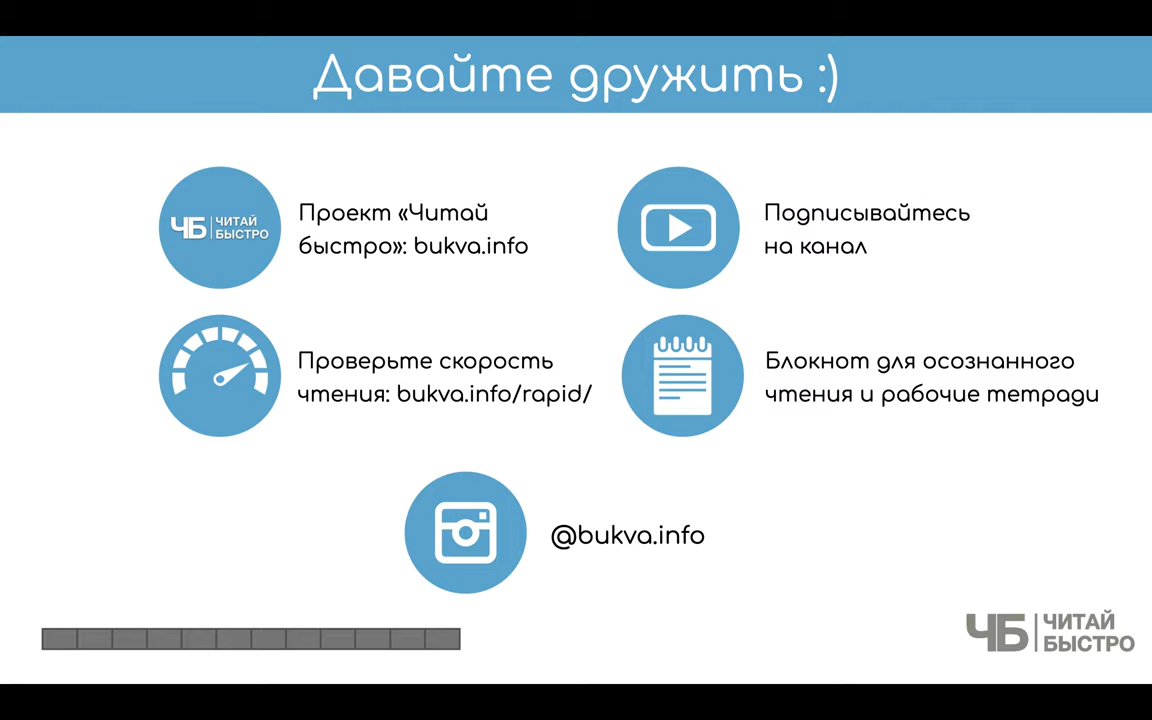 Давайте дружить :)
ЧБ ЧИТАЙ
БЫСТРО
Проект «Читай
быстро»: bukva.info
Подписывайтесь
на канал
Проверьте скорость
чтения: bukva.info/rapid/
Блокнот для осознанного
чтения и рабочие тетради
@bukva.info
ЧБ ЧИТАЙ
БЫСТРО